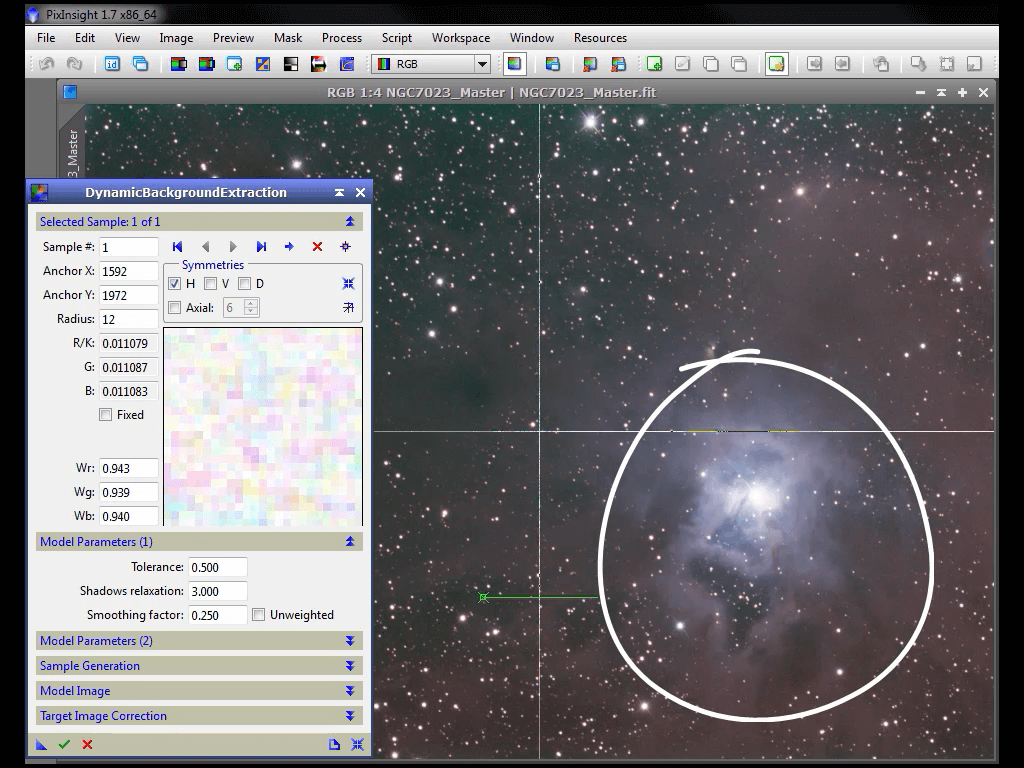 PixInsight 1.7 x86_64
File Edit View Image Preview Mask Process Script Workspace Window Resources
id RGB
RGB 1:4 NGC7023_Master | NGC7023_Master.fit
3_Master
DynamicBackgroundExtraction
Selected Sample: 1 of 1
Sample #: 1
Symmetries
Anchor X: 1592
H V D
Anchor Y: 1972
Axial: 6
Radius: 12
R/K: 0.011079
G: 0.011087
B: 0.011083
Fixed
Wr: 0.943
Wg: 0.939
Wb: 0.940
Model Parameters (1)
Tolerance: 0.500
Shadows relaxation: 3.000
Smoothing factor: 0.250 Unweighted
Model Parameters (2)
Sample Generation
Model Image
Target Image Correction